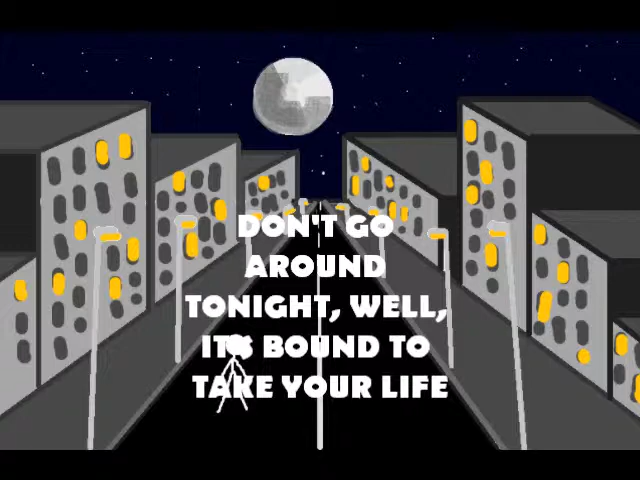 DON'T GO
AROUND
TONIGHT, WELL,
IT'S BOUND TO
TAKE YOUR LIFE